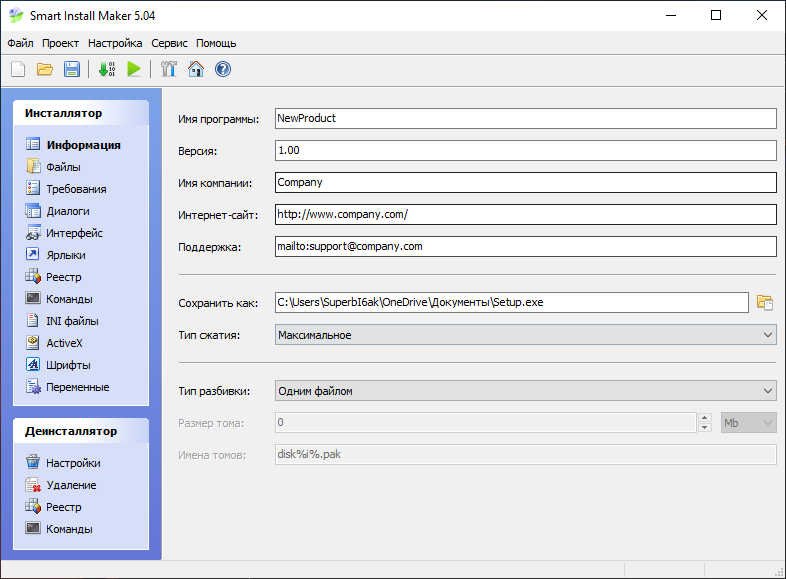 Smart Install Maker 5.04
Файл Проект Настройка Сервис Помощь
Инсталлятор
Информация
Файлы
Требования
Диалоги
Интерфейс
Ярлыки
Реестр
Команды
INI файлы
ActiveX
Шрифты
Переменные
Деинсталлятор
Настройки
Удаление
Реестр
Команды
Имя программы: NewProduct
Версия: 1.00
Имя компании: Company
Интернет-сайт: http://www.company.com/
Поддержка: mailto:support@company.com
Сохранить как: C:\Users\SuperbI6ak\OneDrive\Документы\Setup.exe
Тип сжатия: Максимальное
Тип разбивки: Одним файлом
Размер тома: 0 Mb
Имена томов: disk%i%.pak